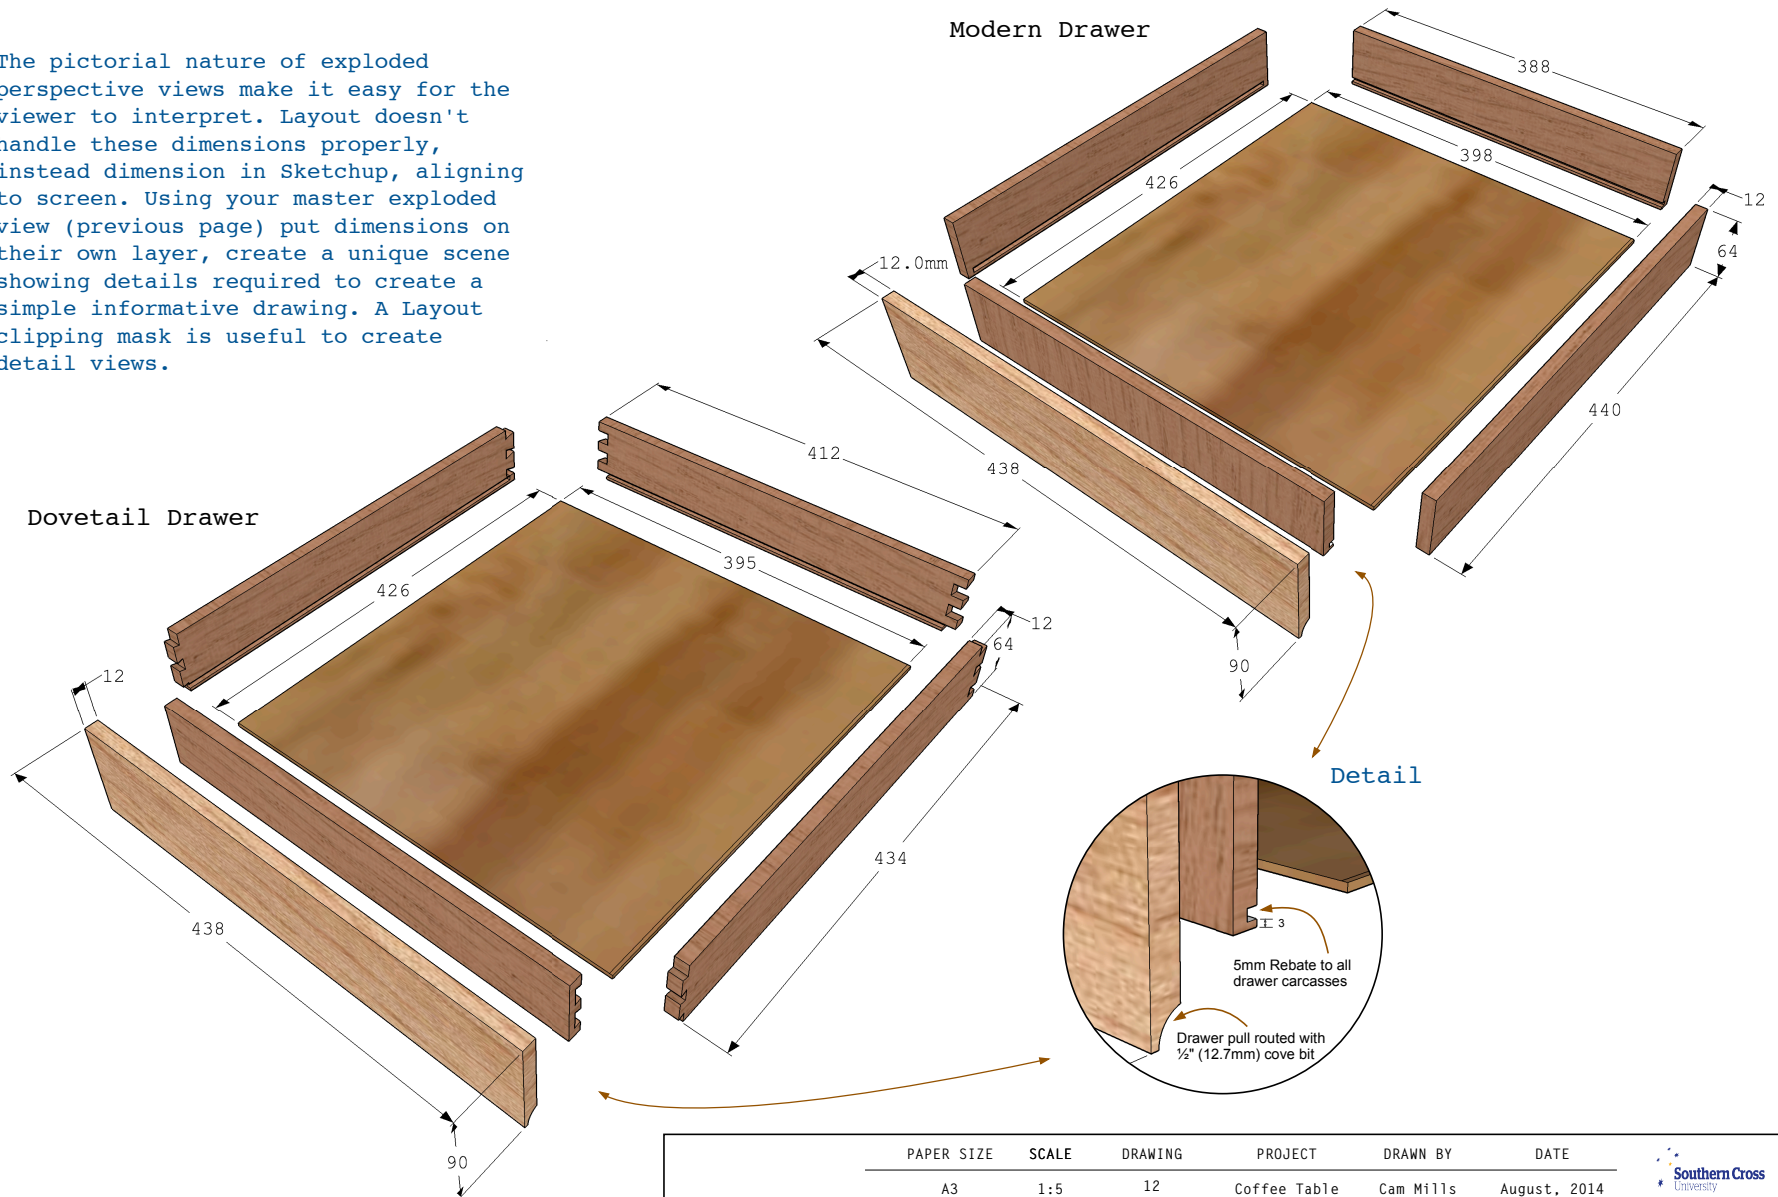 Modern Drawer
The pictorial nature of exploded
perspective views make it easy for the
viewer to interpret. Layout doesn't
handle these dimensions properly,
instead dimension in Sketchup, aligning
to screen. Using your master exploded
view (previous page) put dimensions on
their own layer, create a unique scene
showing details required to create a
simple informative drawing. A Layout
clipping mask is useful to create
detail views.
388
398
426
12
64
12.0mm
440
438
90
Dovetail Drawer
412
395
426
12
64
12
434
438
90
Detail
3
5mm Rebate to all
drawer carcasses
Drawer pull routed with
½" (12.7mm) cove bit
PAPER SIZE SCALE DRAWING PROJECT DRAWN BY DATE
A3 1:5 12 Coffee Table Cam Mills August, 2014
Southern Cross
University